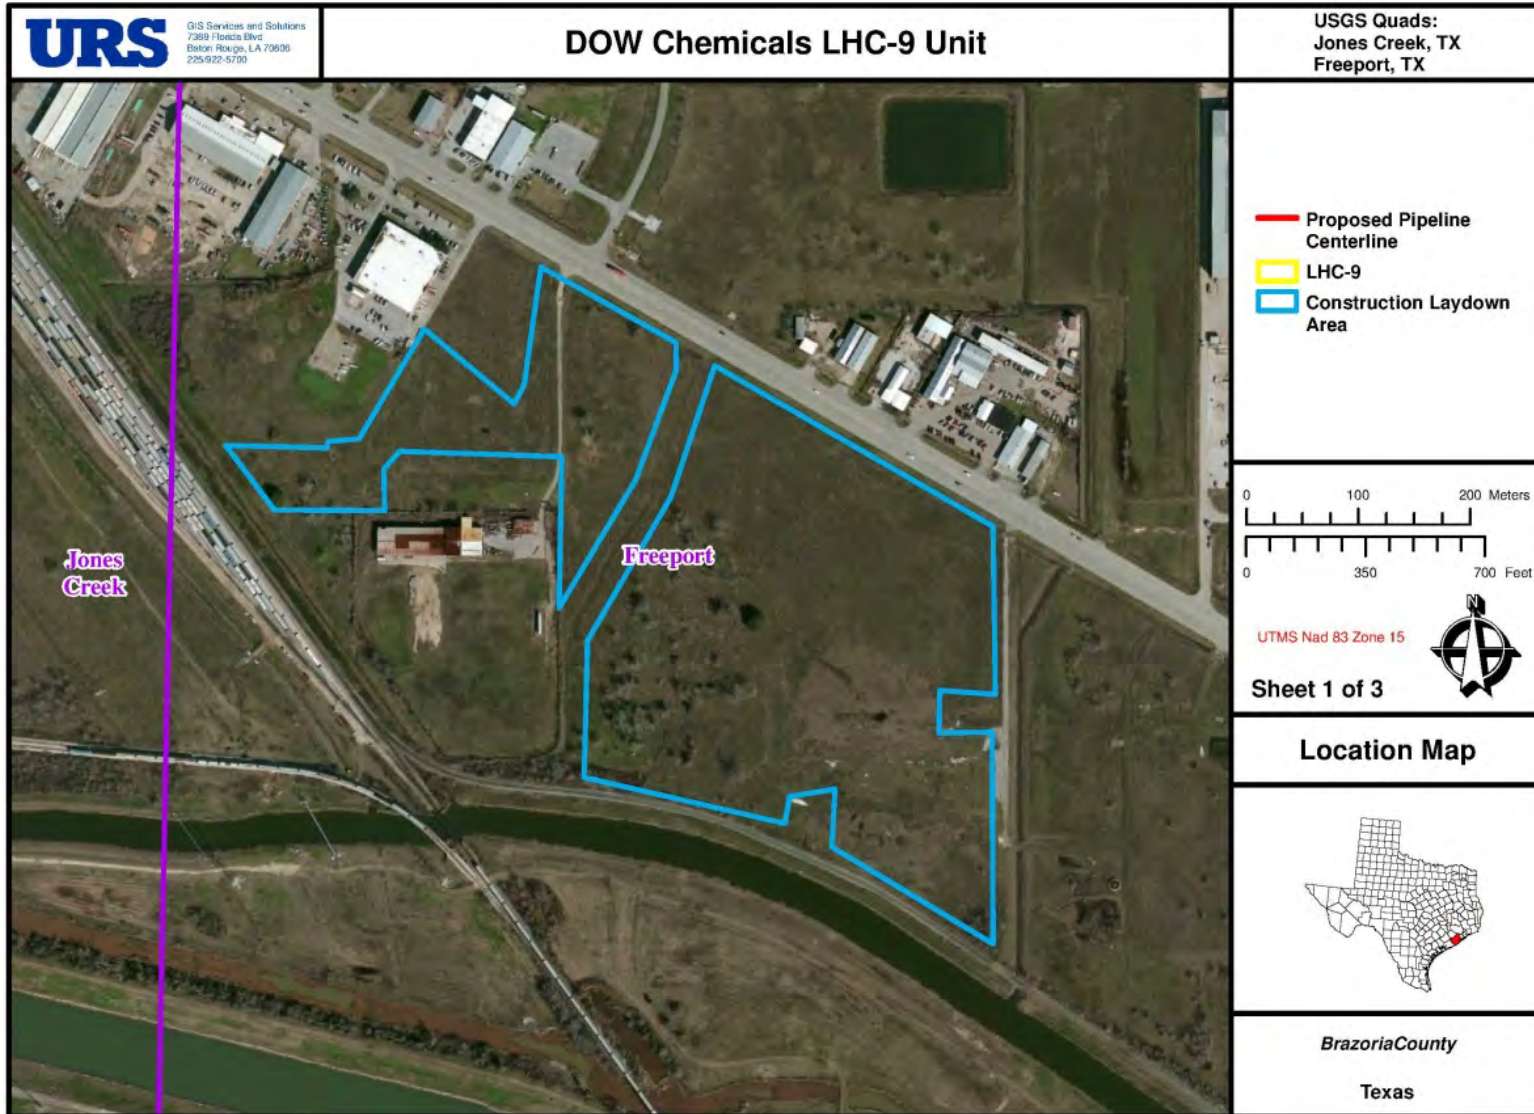 URS
GIS Services and Solutions
7389 Florida Blvd
Baton Rouge, LA 70806
225/922-5700
DOW Chemicals LHC-9 Unit
USGS Quads:
Jones Creek, TX
Freeport, TX
Proposed Pipeline
Centerline
LHC-9
Construction Laydown
Area
Jones
Creek
Freeport
0 100 200 Meters
0 350 700 Feet
UTMS Nad 83 Zone 15
N
Sheet 1 of 3
Location Map
BrazoriaCounty
Texas